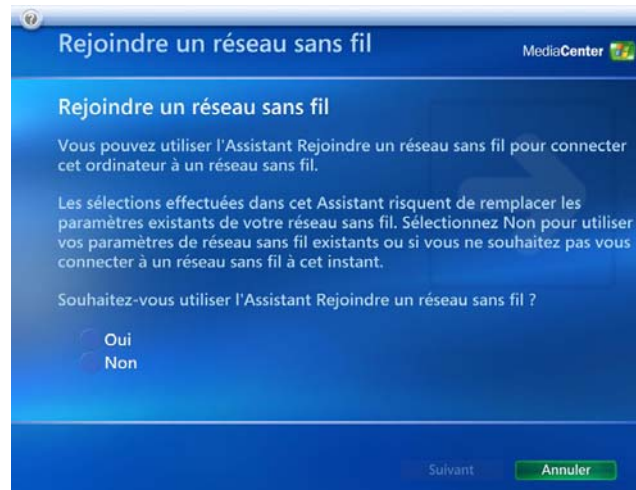 Rejoindre un réseau sans fil
MediaCenter
Rejoindre un réseau sans fil
Vous pouvez utiliser l'Assistant Rejoindre un réseau sans fil pour connecter
cet ordinateur à un réseau sans fil.
Les sélections effectuées dans cet Assistant risquent de remplacer les
paramètres existants de votre réseau sans fil. Sélectionnez Non pour utiliser
vos paramètres de réseau sans fil existants ou si vous ne souhaitez pas vous
connecter à un réseau sans fil à cet instant.
Souhaitez-vous utiliser l'Assistant Rejoindre un réseau sans fil ?
Oui
Non
Suivant
Annuler